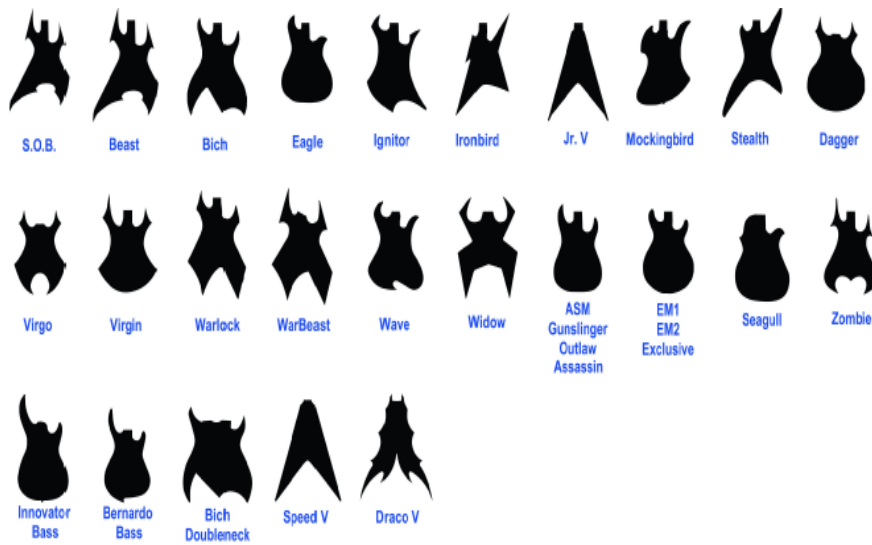 S.O.B. Beast Bich Eagle Ignitor Ironbird Jr. V Mockingbird Stealth Dagger
Virgo Virgin Warlock WarBeast Wave Widow ASM EM1 Seagull Zombie
Gunslinger EM2
Outlaw Exclusive
Assassin
Innovator Bernardo Bich Speed V Draco V
Bass Bass Doubleneck